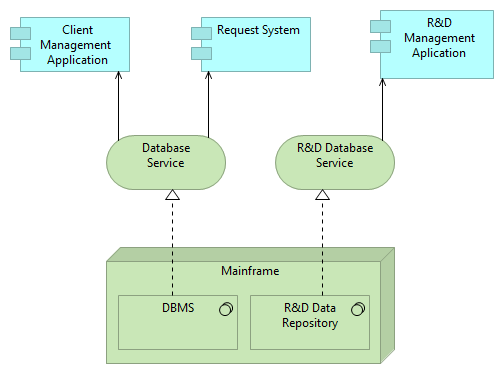 Client
Management
Application
Request System
R&D
Management
Aplication
Database
Service
R&D Database
Service
Mainframe
DBMS
R&D Data
Repository